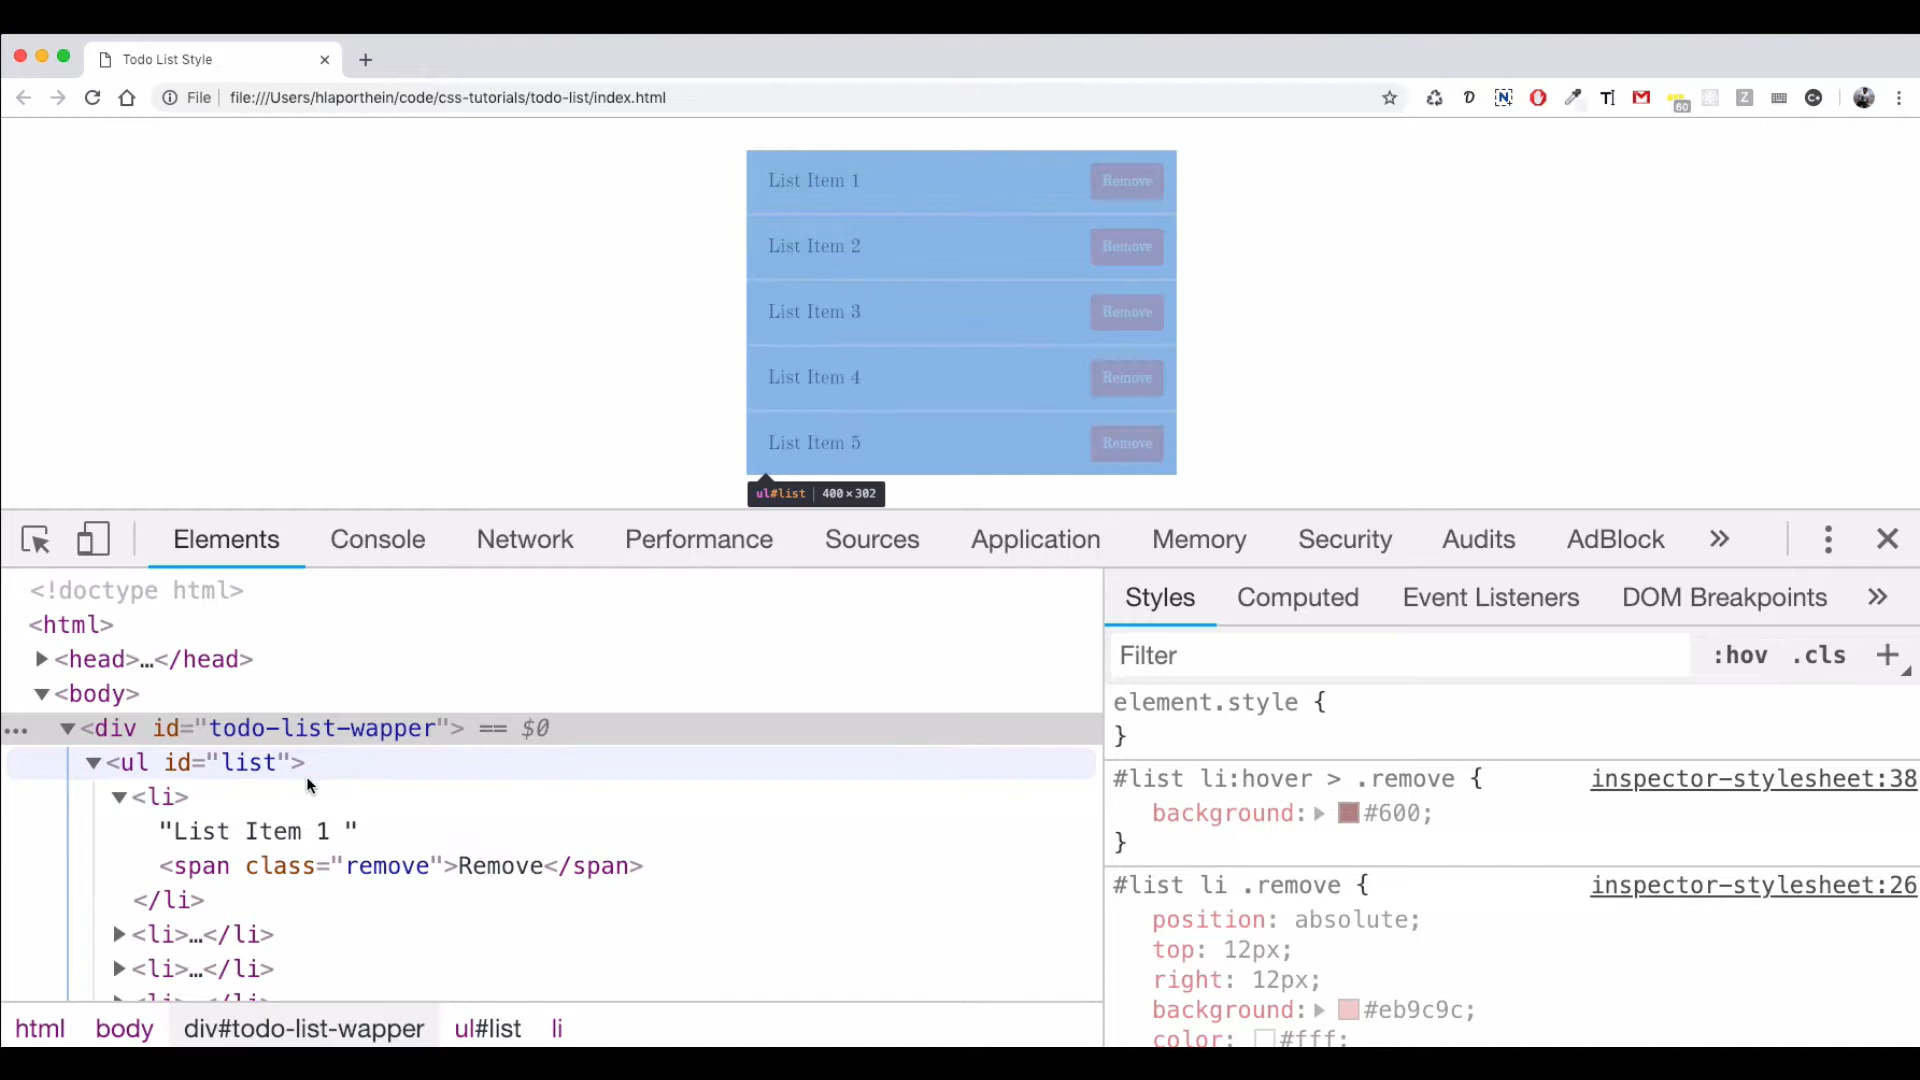 Todo List Style
File
file:///Users/hlaporthein/code/css-tutorials/todo-list/index.html
60
List Item 1 Remove
List Item 2 Remove
List Item 3 Remove
List Item 4 Remove
List Item 5 Remove
ul#list 400×302
Elements Console Network Performance Sources Application Memory Security Audits AdBlock »
<!doctype html>
<html>
<head>…</head>
<body>
… <div id="todo-list-wapper"> == $0
<ul id="list">
<li>
"List Item 1 "
<span class="remove">Remove</span>
</li>
<li>…</li>
<li>…</li>
<li>…</li>
html body div#todo-list-wapper ul#list li
Styles Computed Event Listeners DOM Breakpoints »
Filter :hov .cls +
element.style {
}
#list li:hover > .remove { inspector-stylesheet:38
background: #600;
}
#list li .remove { inspector-stylesheet:26
position: absolute;
top: 12px;
right: 12px;
background: #eb9c9c;
color: #fff;